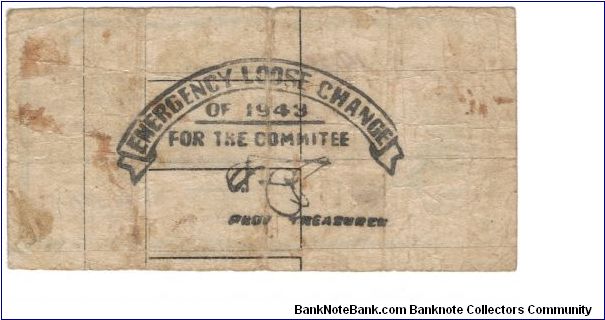 EMERGENCY LOOSE CHANGE
OF 1943
FOR THE COMMITEE
PROV TREASURER
BankNoteBank.com Banknote Collectors Community